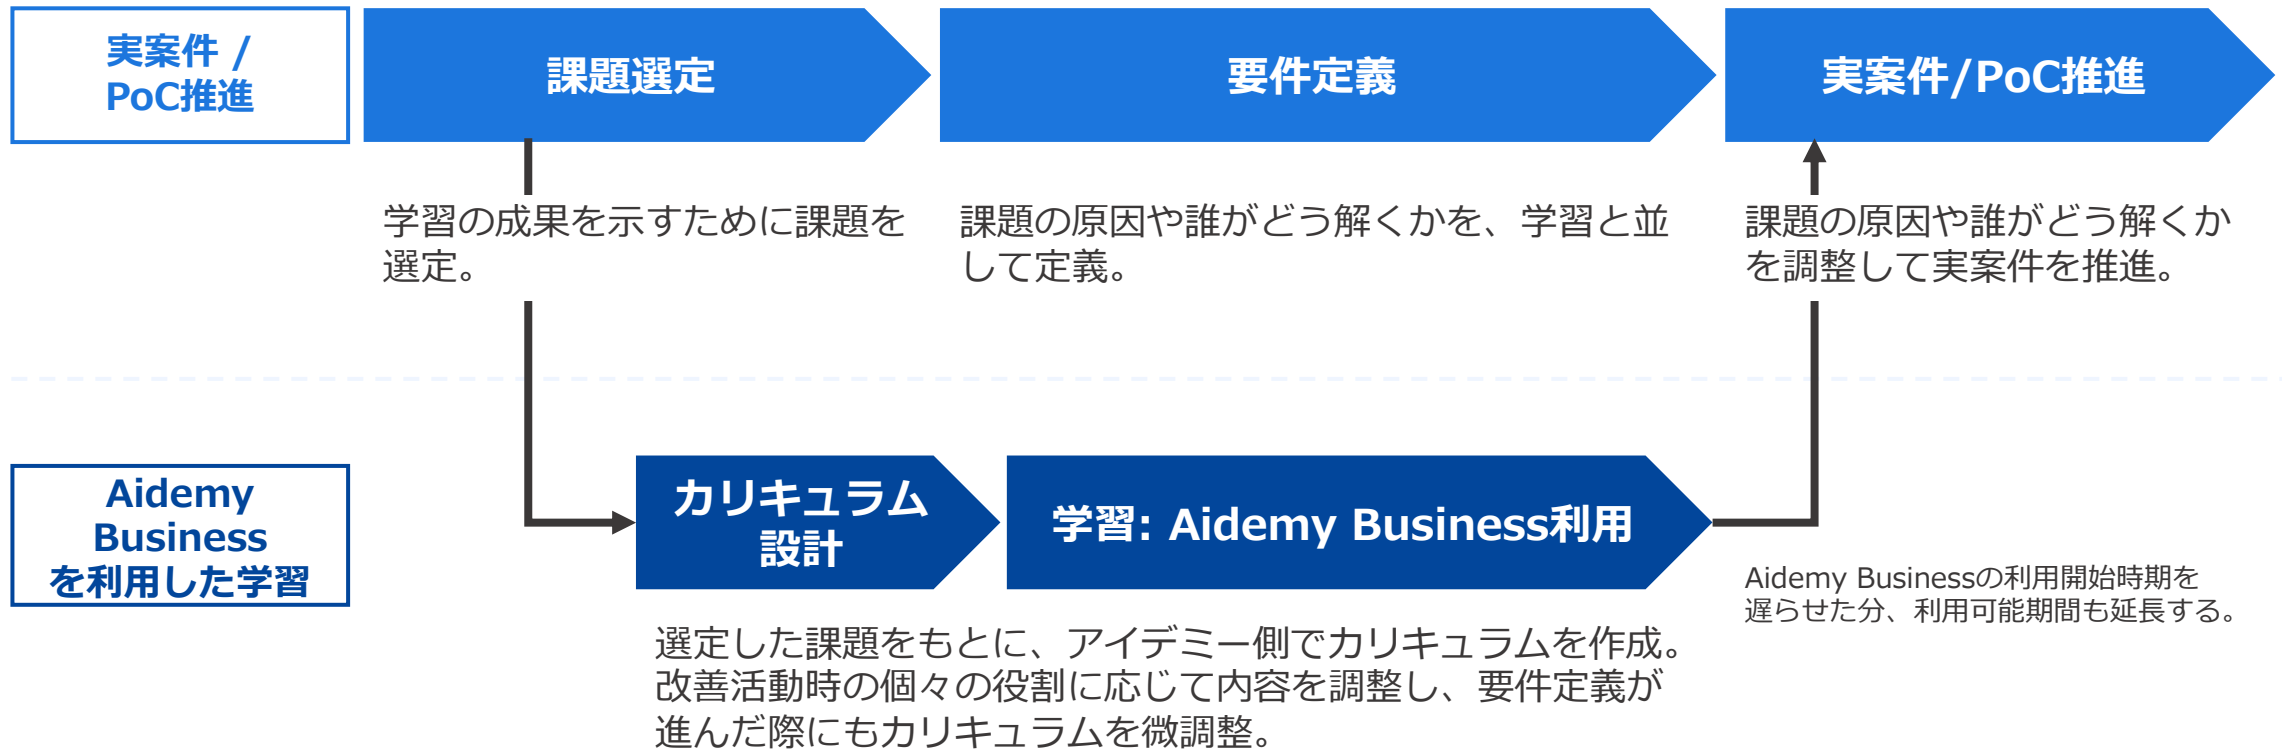 実案件 /
PoC推進
課題選定
要件定義
実案件/PoC推進
学習の成果を示すために課題を
選定。
課題の原因や誰がどう解くかを、学習と並
して定義。
課題の原因や誰がどう解くか
を調整して実案件を推進。
Aidemy
Business
を利用した学習
カリキュラム
設計
学習: Aidemy Business利用
Aidemy Businessの利用開始時期を
遅らせた分、利用可能期間も延長する。
選定した課題をもとに、アイデミー側でカリキュラムを作成。
改善活動時の個々の役割に応じて内容を調整し、要件定義が
進んだ際にもカリキュラムを微調整。